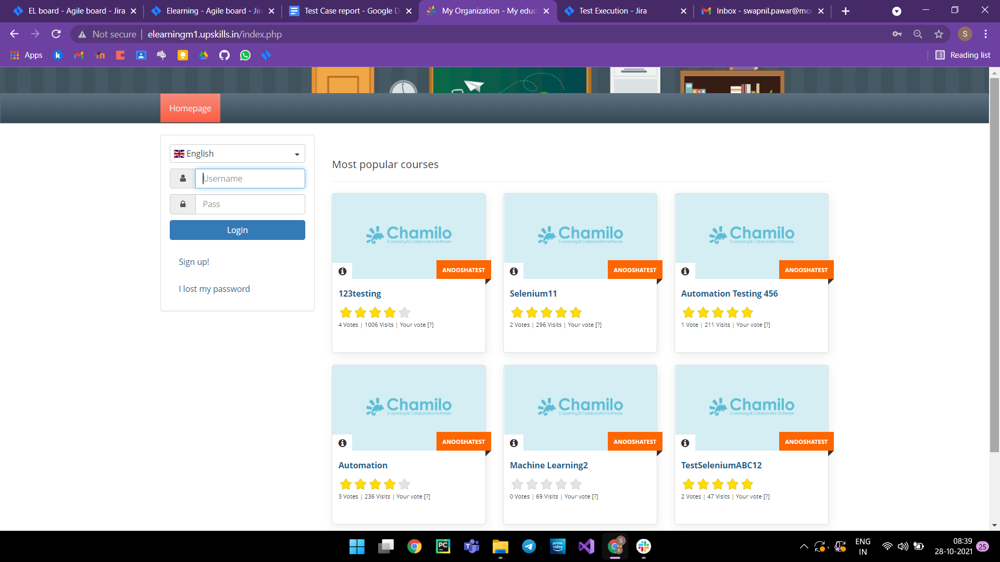 EL board - Agile board - Jira
Elearning - Agile board - Jira
Test Case report - Google D
My Organization - My educ
Test Execution - Jira
Inbox - swapnil.pawar@mo
Not secure
elearningm1.upskills.in/index.php
S
Apps
Reading list
Homepage
English
Username
Pass
Login
Sign up!
I lost my password
Most popular courses
Chamilo
E-Learning & Collaboration Software
ANOOSHATEST
123testing
4 Votes | 1006 Visits | Your vote [?]
Chamilo
E-Learning & Collaboration Software
ANOOSHATEST
Selenium11
2 Votes | 296 Visits | Your vote [?]
Chamilo
E-Learning & Collaboration Software
ANOOSHATEST
Automation Testing 456
1 Vote | 211 Visits | Your vote [?]
Chamilo
E-Learning & Collaboration Software
ANOOSHATEST
Automation
3 Votes | 236 Visits | Your vote [?]
Chamilo
E-Learning & Collaboration Software
ANOOSHATEST
Machine Learning2
0 Votes | 69 Visits | Your vote [?]
Chamilo
E-Learning & Collaboration Software
ANOOSHATEST
TestSeleniumABC12
2 Votes | 47 Visits | Your vote [?]
PC
prime video
S
S
ENG
IN
08:39
28-10-2021
25